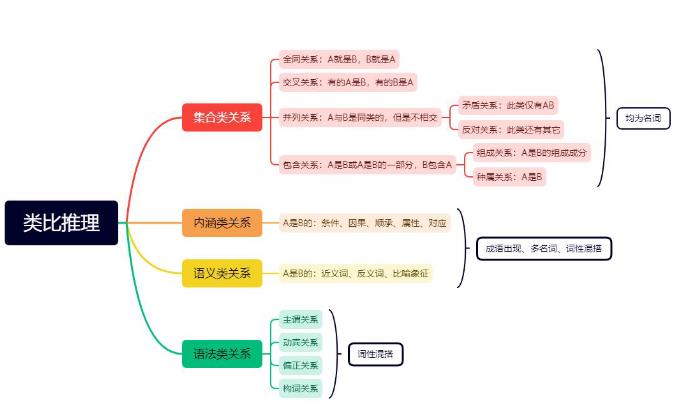 类比推理
集合类关系
全同关系：A就是B，B就是A
交叉关系：有的A是B，有的B是A
并列关系：A与B是同类的，但是不相交
矛盾关系：此类仅有AB
反对关系：此类还有其它
包含关系：A是B或A是B的一部分，B包含A
组成关系：A是B的组成成分
种属关系：A是B
均为名词
内涵类关系
A是B的：条件、因果、顺承、属性、对应
语义类关系
A是B的：近义词、反义词、比喻象征
成语出现、多名词、词性混搭
语法类关系
主谓关系
动宾关系
偏正关系
构词关系
词性混搭